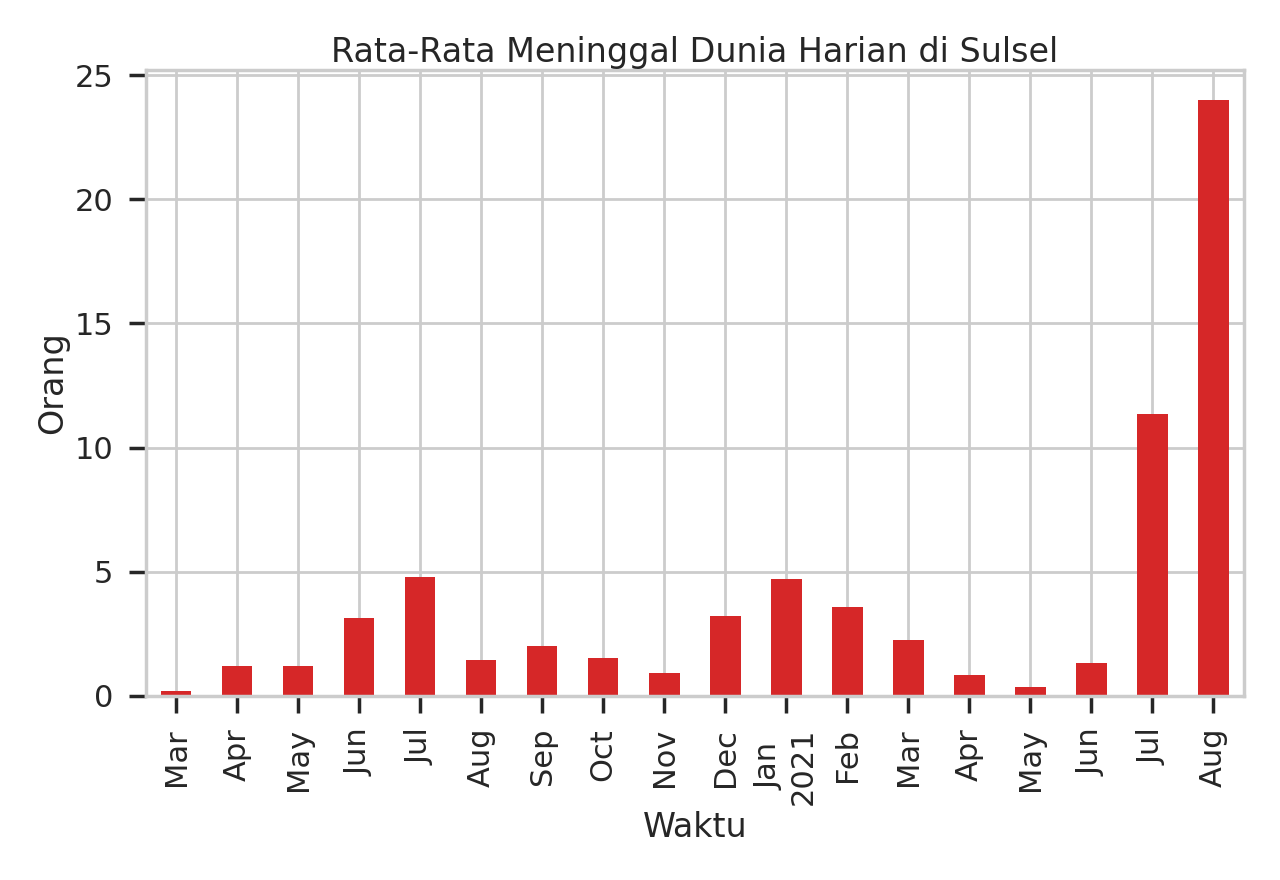 Rata-Rata Meninggal Dunia Harian di Sulsel
25
20
15
10
5
0
Orang
Mar
Apr
May
Jun
Jul
Aug
Sep
Oct
Nov
Dec
Jan
2021
Feb
Mar
Apr
May
Jun
Jul
Aug
Waktu